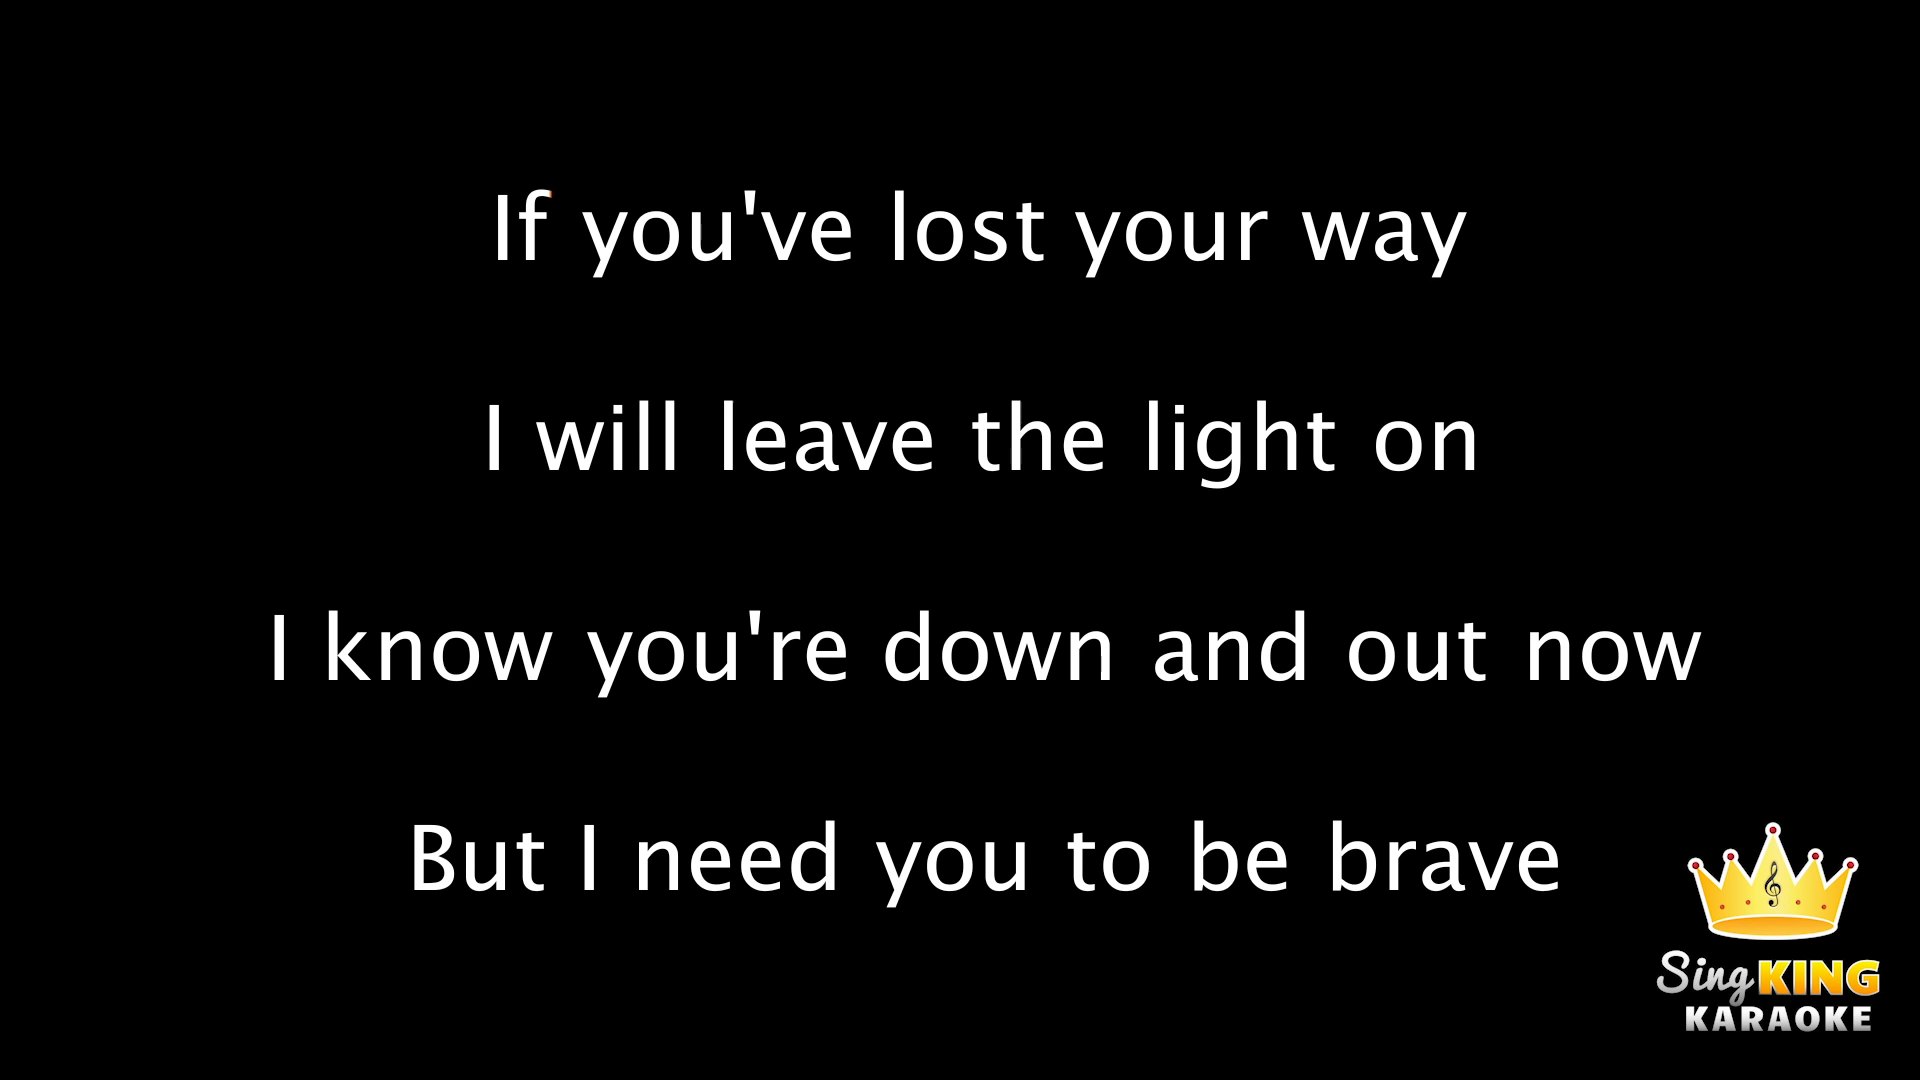 If you've lost your way
I will leave the light on
I know you're down and out now
But I need you to be brave
Sing KING
KARAOKE